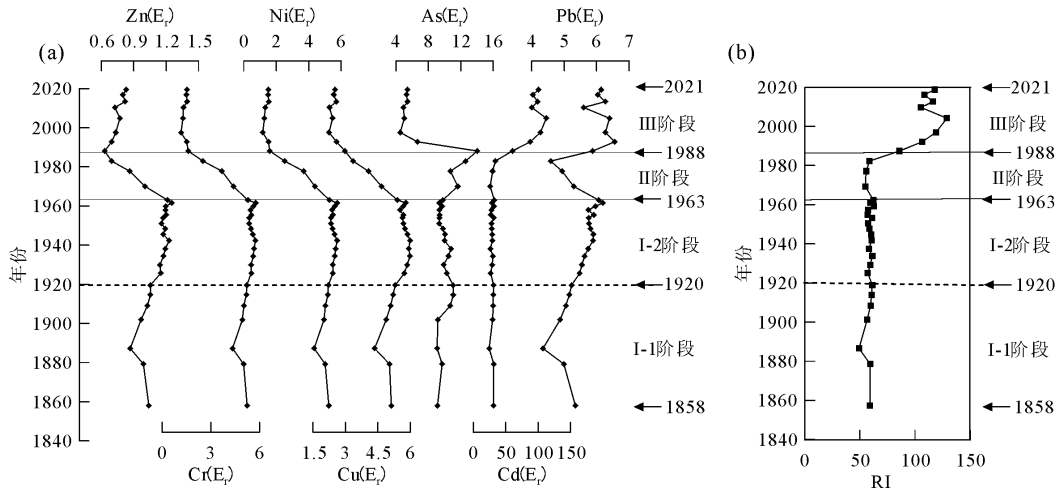 Zn(Er) Ni(Er) As(Er) Pb(Er)
(a) 0.6 0.9 1.2 1.5 0 2 4 6 4 8 12 16 4 5 6 7 (b)
2020 2021 2020 2021
III阶段 III阶段
2000 2000
1988 1988
1980 II阶段 1980 II阶段
1963 1963
1960 1960
1940 I-2阶段 1940 I-2阶段
年份 年份
1920 1920 1920 1920
1900 1900
1880 I-1阶段 1880 I-1阶段
1860 1858 1860 1858
1840 1840
0 3 6 1.5 3 4.5 6 0 50 100 150 0 50 100 150
Cr(Er) Cu(Er) Cd(Er) RI